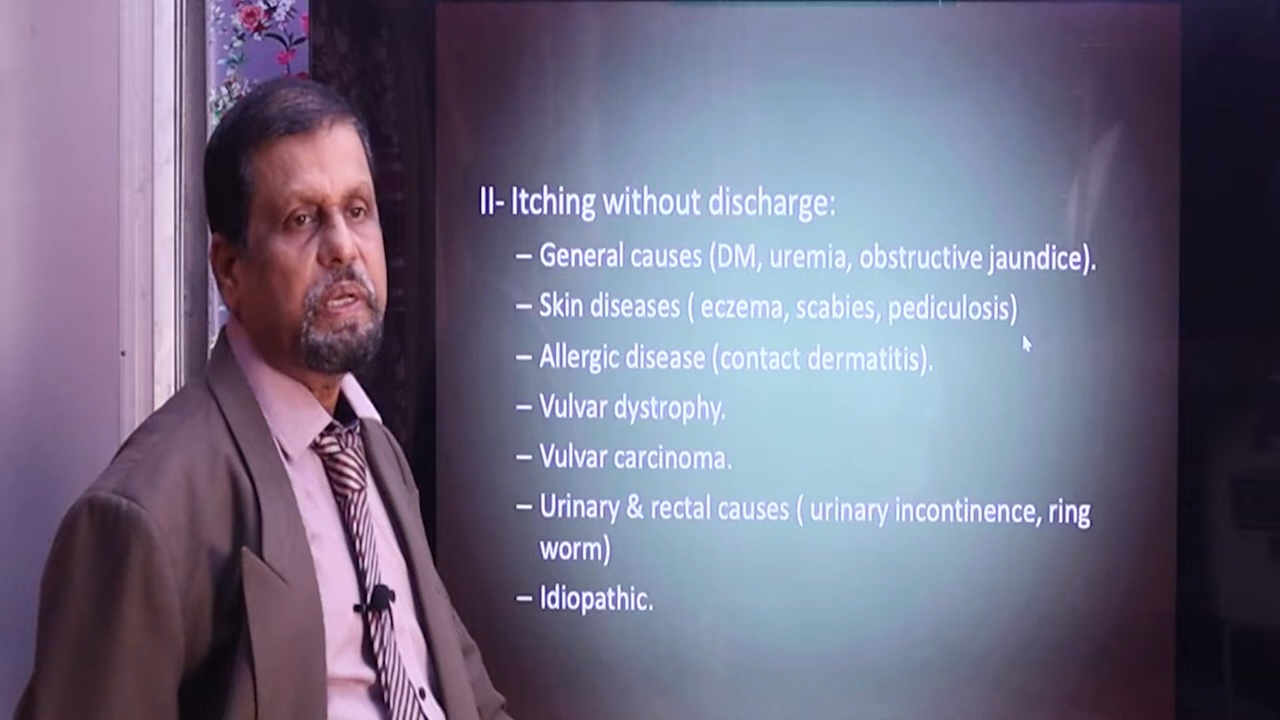 II- Itching without discharge:
– General causes (DM, uremia, obstructive jaundice).
– Skin diseases ( eczema, scabies, pediculosis)
– Allergic disease (contact dermatitis).
– Vulvar dystrophy.
– Vulvar carcinoma.
– Urinary & rectal causes ( urinary incontinence, ring
worm)
– Idiopathic.